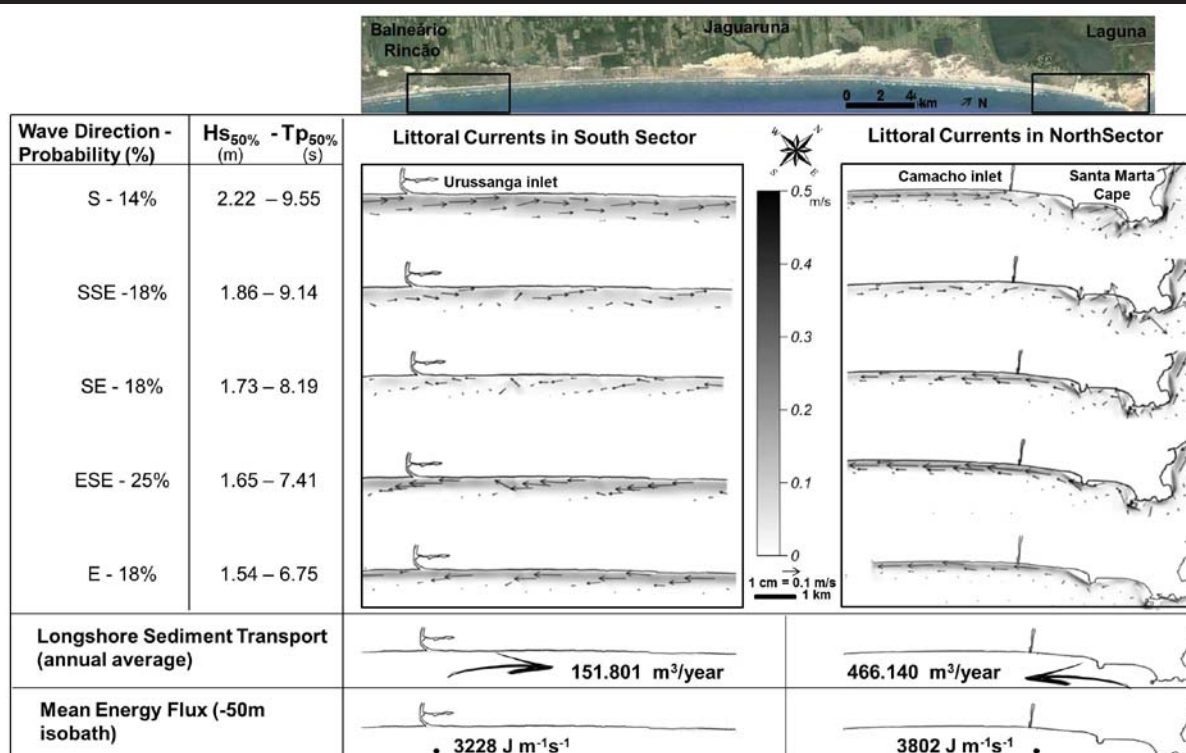 Balneário
Rincão
Jaguaruna
Laguna
0 2 4 km N
Wave Direction -
Probability (%)
Hs50% - Tp50%
(m) (s)
Littoral Currents in South Sector
N
W
S
E
Littoral Currents in NorthSector
S - 14%
2.22 – 9.55
Urussanga inlet
0.5
m/s
Camacho inlet
Santa Marta
Cape
SSE -18%
1.86 – 9.14
0.4
0.3
SE - 18%
1.73 – 8.19
0.2
ESE - 25%
1.65 – 7.41
0.1
E - 18%
1.54 – 6.75
0
1 cm = 0.1 m/s
1 km
Longshore Sediment Transport
(annual average)
151.801 m³/year
466.140 m³/year
Mean Energy Flux (-50m
isobath)
3228 J m⁻¹s⁻¹
3802 J m⁻¹s⁻¹